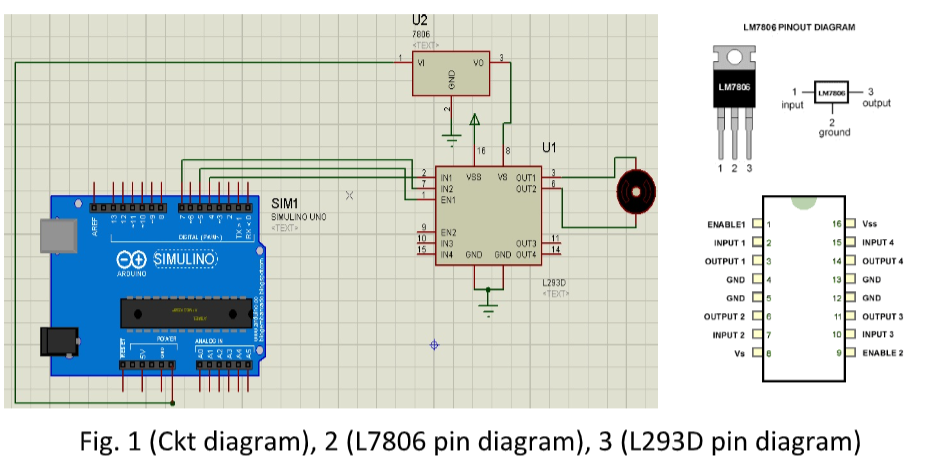 U2
7806
<TEXT>
1 VI VO 3
GND
2
16
8
U1
2 IN1 VSS VS OUT1 3
7 IN2 OUT2 6
1 EN1
9 EN2
10 IN3 OUT3 11
15 IN4 GND GND OUT4 14
L293D
<TEXT>
SIM1
SIMULINO UNO
<TEXT>
AREF
13
12
~11
~10
~9
8
7
~6
~5
4
~3
2
TX > 1
RX < 0
DIGITAL (PWM~)
ARDUINO
SIMULINO
RESET
5V
GND
POWER
ANALOG IN
A0
A1
A2
A3
A4
A5
LM7806 PINOUT DIAGRAM
LM7806
1 2 3
1 LM7806 3
input output
2
ground
ENABLE1 1 16 Vss
INPUT 1 2 15 INPUT 4
OUTPUT 1 3 14 OUTPUT 4
GND 4 13 GND
GND 5 12 GND
OUTPUT 2 6 11 OUTPUT 3
INPUT 2 7 10 INPUT 3
Vs 8 9 ENABLE 2
Fig. 1 (Ckt diagram), 2 (L7806 pin diagram), 3 (L293D pin diagram)